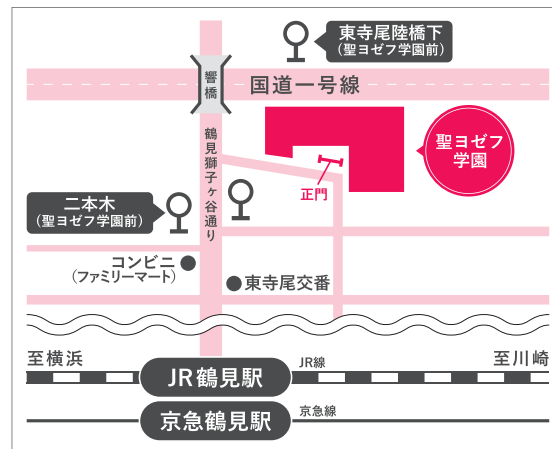 東寺尾陸橋下
(聖ヨゼフ学園前)
響橋
国道一号線
聖ヨゼフ
学園
鶴見獅子ヶ谷通り
正門
二本木
(聖ヨゼフ学園前)
コンビニ
(ファミリーマート)
東寺尾交番
至横浜
JR鶴見駅
JR線
至川崎
京急鶴見駅
京急線